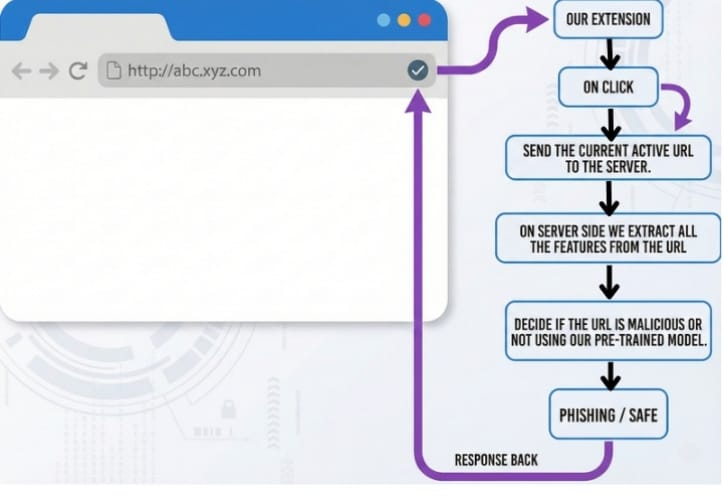 OUR EXTENSION
http://abc.xyz.com
ON CLICK
SEND THE CURRENT ACTIVE URL
TO THE SERVER.
ON SERVER SIDE WE EXTRACT ALL
THE FEATURES FROM THE URL
DECIDE IF THE URL IS MALICIOUS OR
NOT USING OUR PRE-TRAINED MODEL.
PHISHING / SAFE
RESPONSE BACK